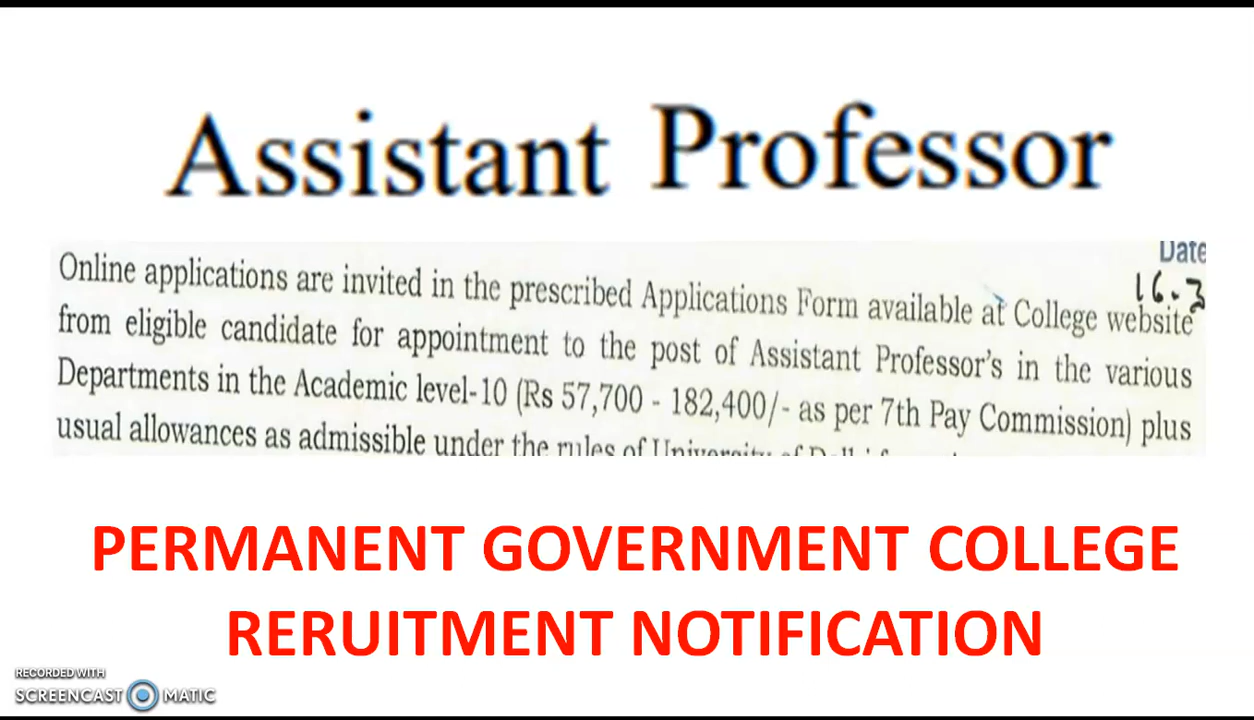 Assistant Professor
Date
16.3
Online applications are invited in the prescribed Applications Form available at College website
from eligible candidate for appointment to the post of Assistant Professor's in the various
Departments in the Academic level-10 (Rs 57,700 - 182,400/- as per 7th Pay Commission) plus
usual allowances as admissible under the rules of University of Delhi
PERMANENT GOVERNMENT COLLEGE
RERUITMENT NOTIFICATION
RECORDED WITH
SCREENCAST MATIC